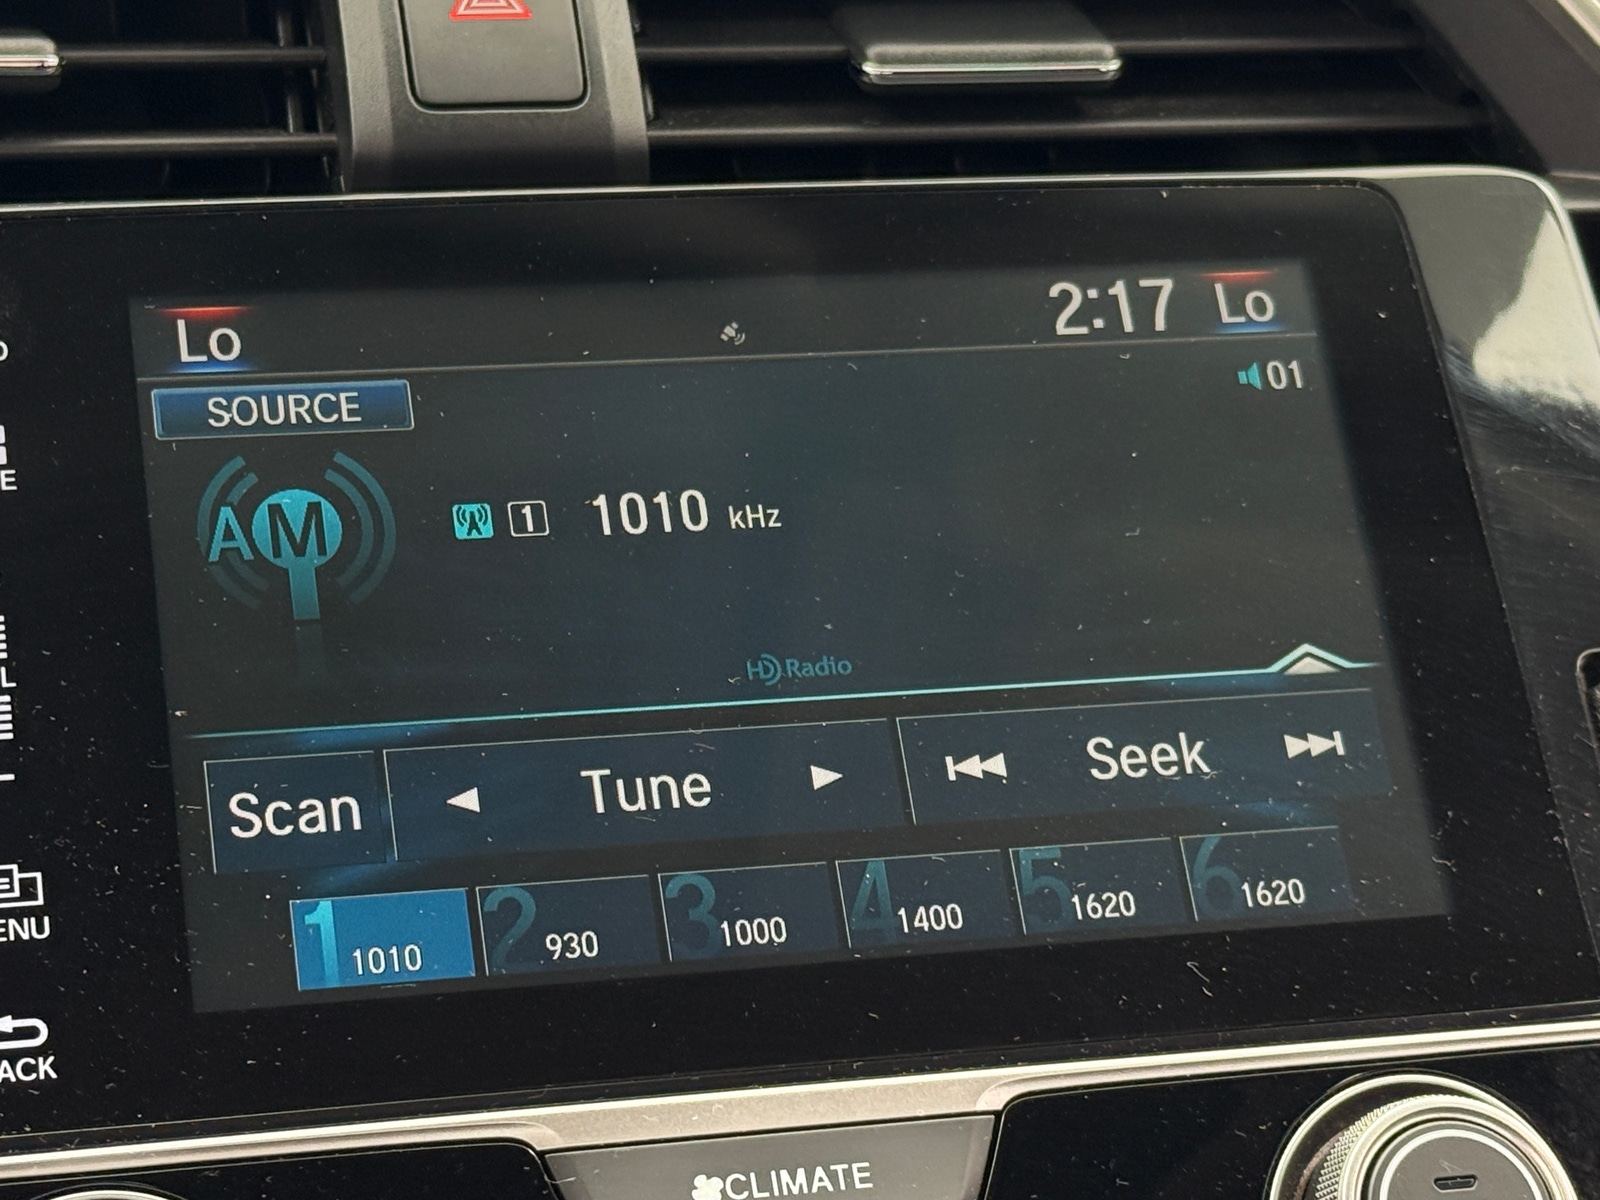 Lo 2:17 Lo
SOURCE 01
AM 1 1010 kHz
HD Radio
Scan Tune Seek
1 1010 2 930 3 1000 4 1400 5 1620 6 1620
ENU
ACK
CLIMATE